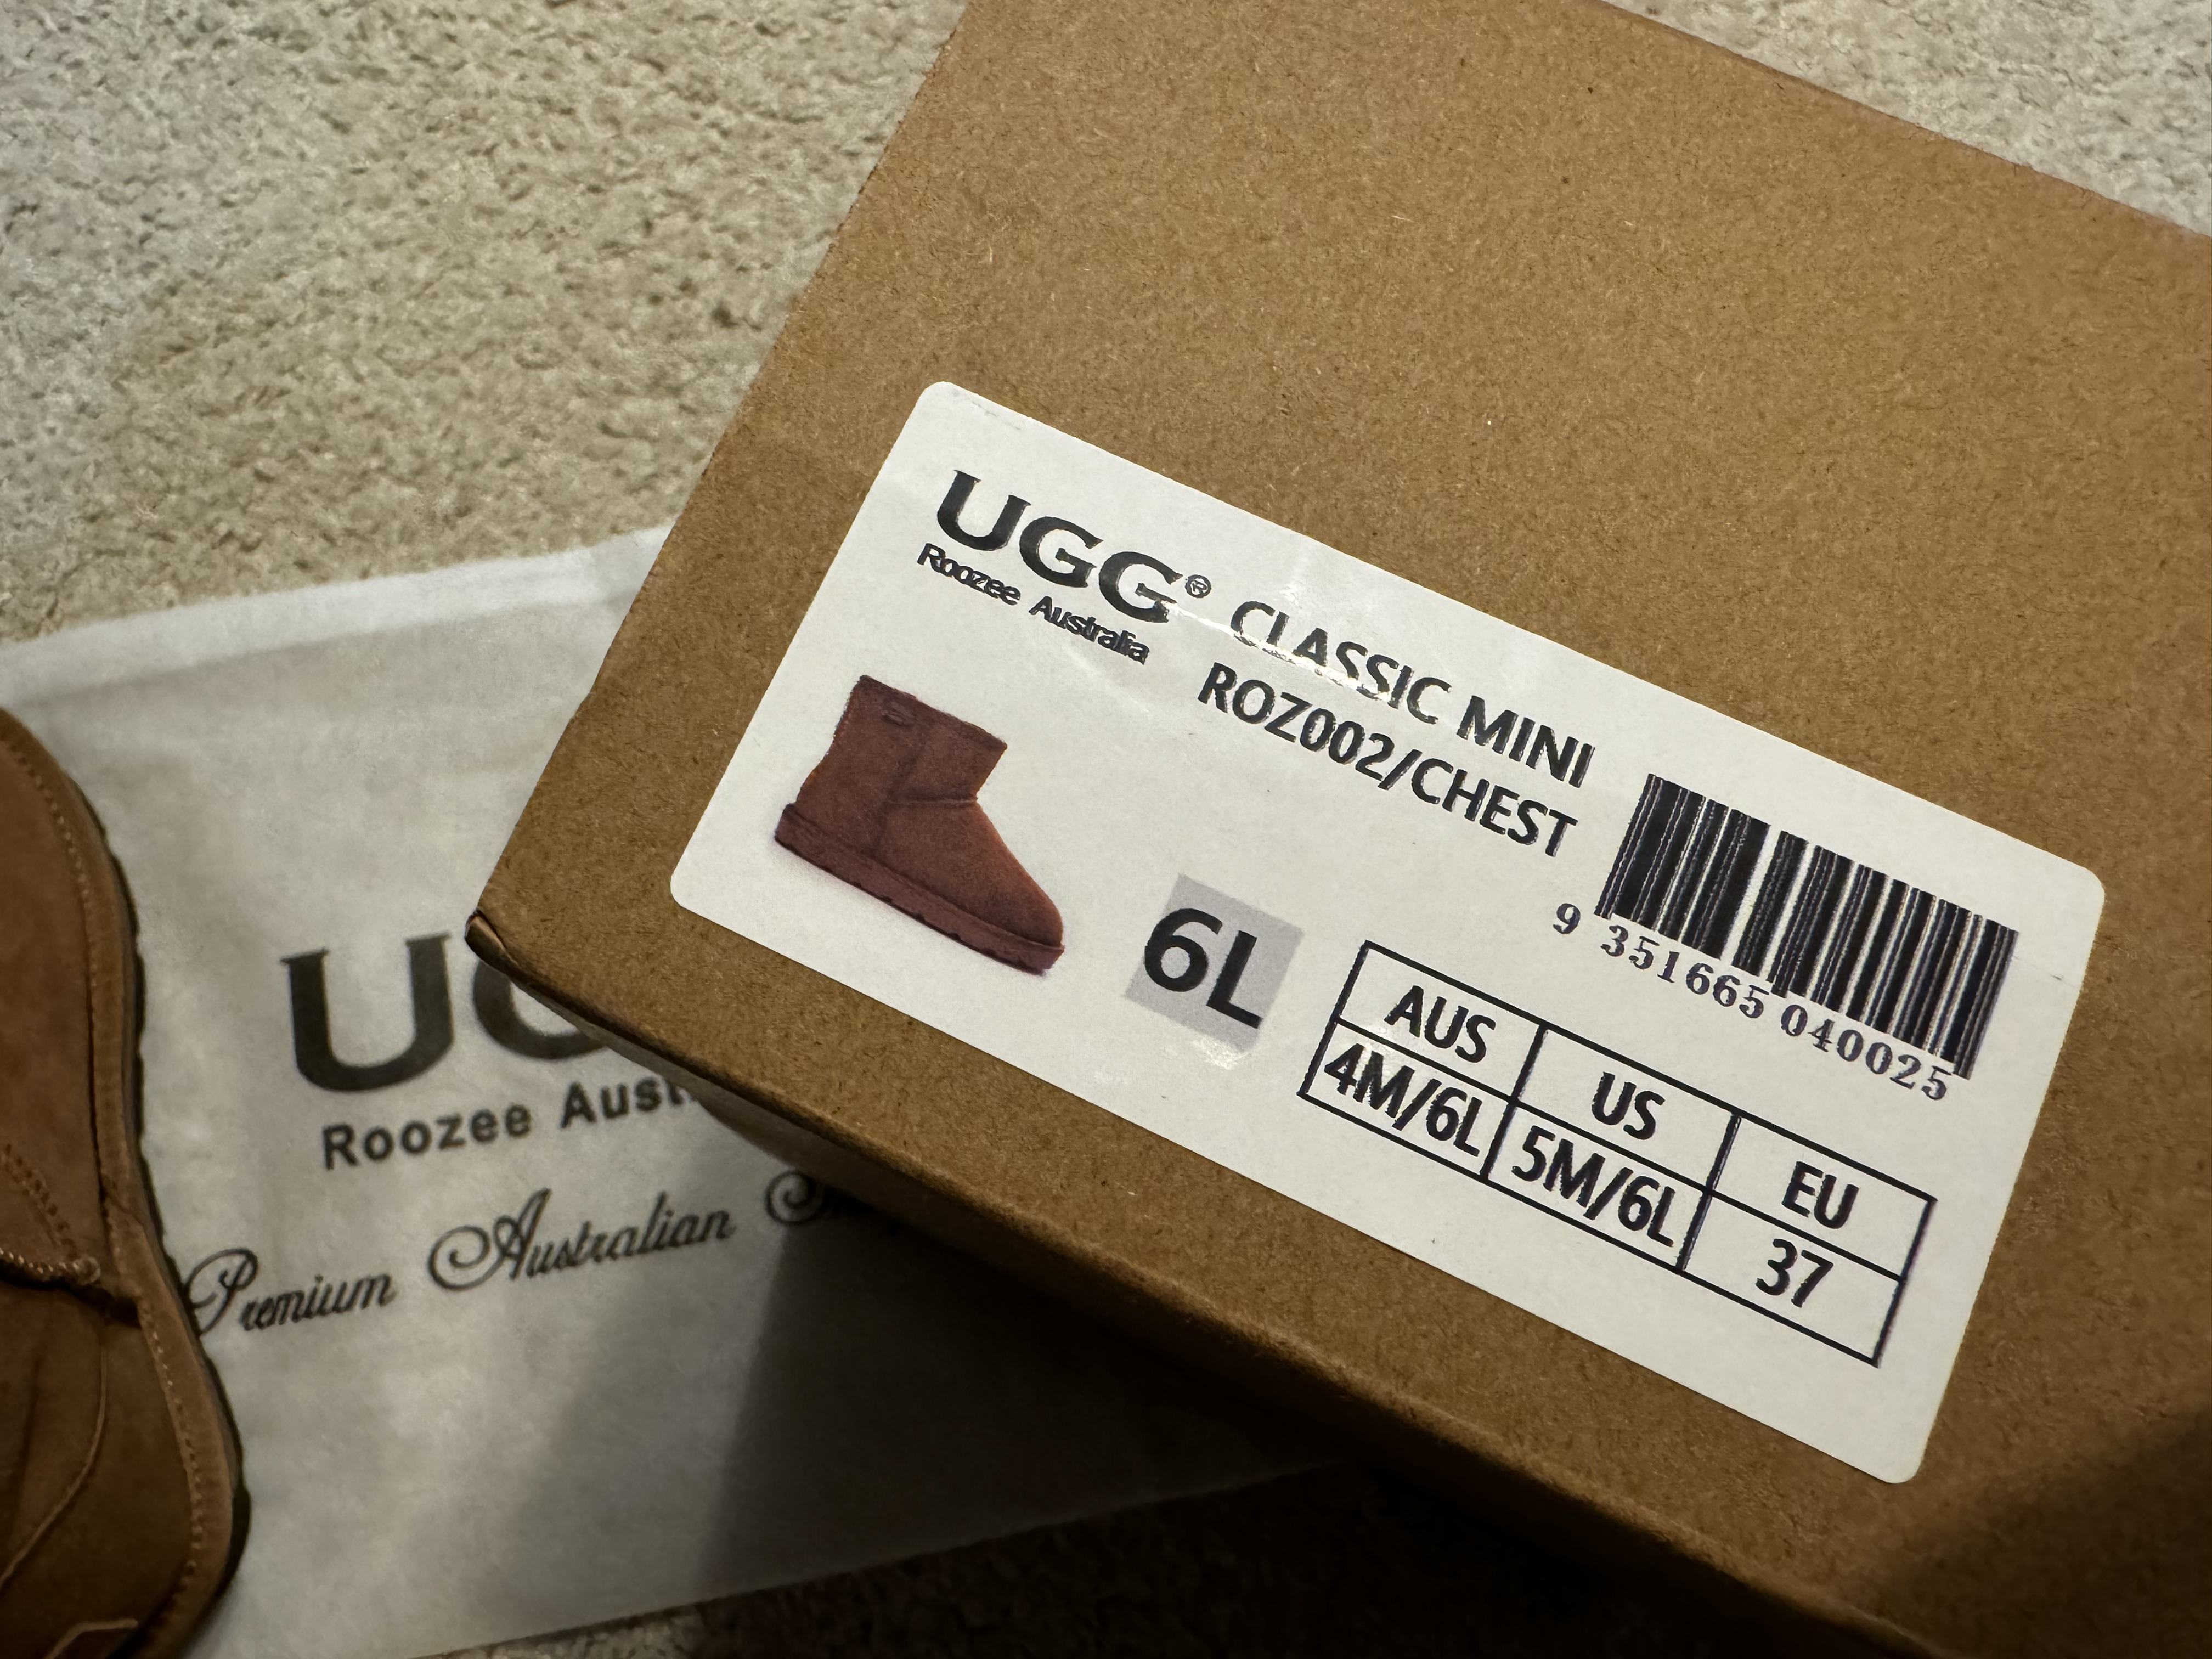 UGG® CLASSIC MINI
Roozee Australia
ROZ002/CHEST
9 351665 040025
6L
AUS US EU
4M/6L 5M/6L 37
Roozee
Premium Australian